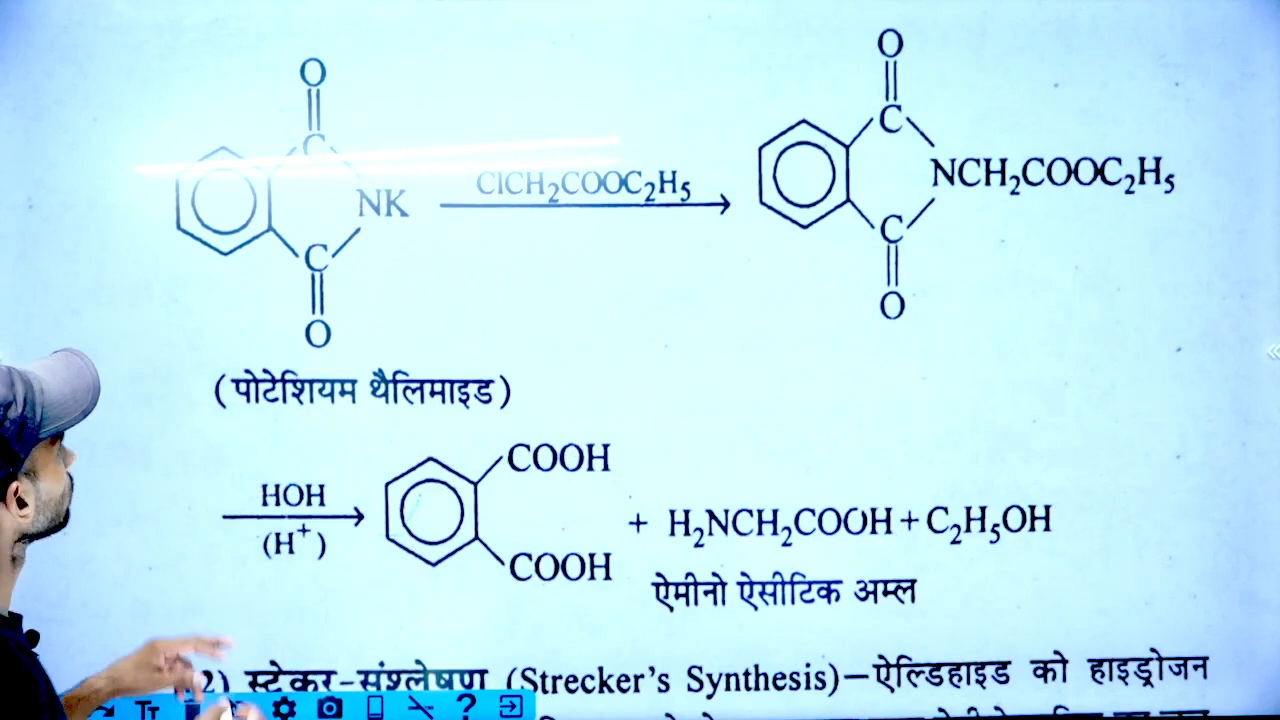 O
O
C
C
NK
ClCH₂COOC₂H₅
NCH₂COOC₂H₅
C
C
O
O
(पोटेशियम थैलिमाइड)
HOH
(H⁺)
COOH
COOH
+ H₂NCH₂COOH + C₂H₅OH
ऐमीनो ऐसीटिक अम्ल
2) स्ट्रेकर-संश्लेषण (Strecker's Synthesis)—ऐल्डिहाइड को हाइड्रोजन
Tт ?